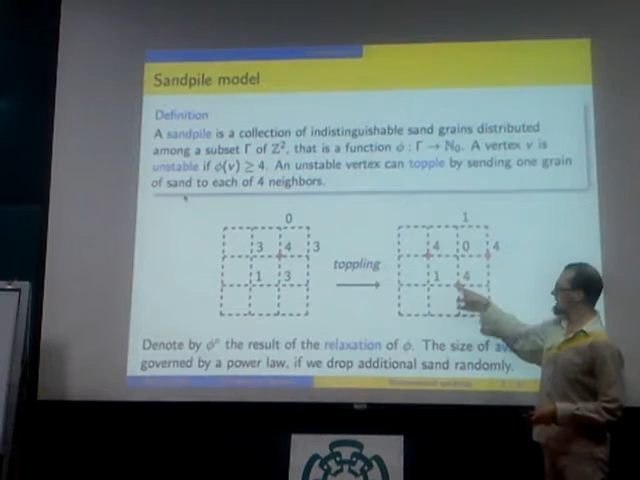 Sandpile model
Definition
A sandpile is a collection of indistinguishable sand grains distributed
among a subset Γ of Z², that is a function ϕ : Γ → N₀. A vertex v is
unstable if ϕ(v) ≥ 4. An unstable vertex can topple by sending one grain
of sand to each of 4 neighbors.
0 1
3 4 3 toppling 4 0 4
1 3 1 4
Denote by ϕ° the result of the relaxation of ϕ. The size of
governed by a power law, if we drop additional sand randomly.